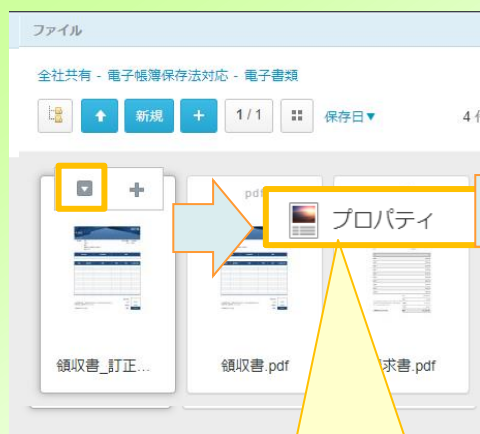 ファイル
全社共有 - 電子帳簿保存法対応 - 電子書類
新規 + 1/1 保存日▼ 4
pdf
プロパティ
領収書_訂正... 領収書.pdf 求書.pdf